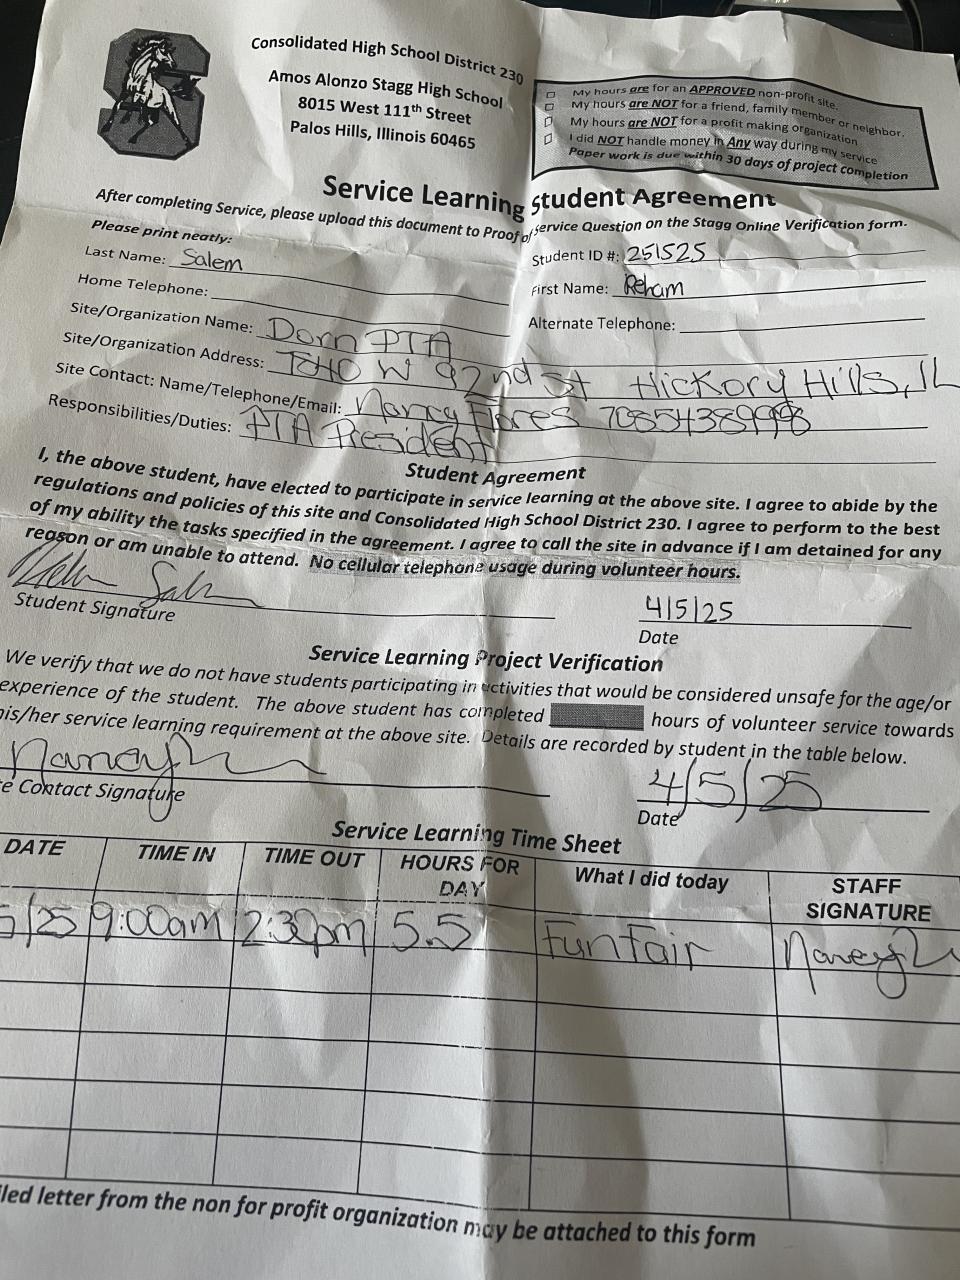 Consolidated High School District 230
Amos Alonzo Stagg High School
8015 West 111th Street
Palos Hills, Illinois 60465
My hours are for an APPROVED non-profit site.
My hours are NOT for a friend, family member or neighbor.
My hours are NOT for a profit making organization
I did NOT handle money in Any way during my service
Paper work is due within 30 days of project completion
Service Learning Student Agreement
After completing Service, please upload this document to Proof of Service Question on the Stagg Online Verification form.
Please print neatly:
Last Name: Salem
Student ID #: 251525
Home Telephone:
First Name: Reham
Site/Organization Name: Dorn PTA
Alternate Telephone:
Site/Organization Address: W 92nd St Hickory Hills, IL
Site Contact: Name/Telephone/Email: Nancy Flores
Responsibilities/Duties: PTA President
Student Agreement
I, the above student, have elected to participate in service learning at the above site. I agree to abide by the
regulations and policies of this site and Consolidated High School District 230. I agree to perform to the best
of my ability the tasks specified in the agreement. I agree to call the site in advance if I am detained for any
reason or am unable to attend. No cellular telephone usage during volunteer hours.
4/5/25
Student Signature
Date
Service Learning Project Verification
We verify that we do not have students participating in activities that would be considered unsafe for the age/or
experience of the student. The above student has completed hours of volunteer service towards
his/her service learning requirement at the above site. Details are recorded by student in the table below.
Nancy
4/5/25
te Contact Signature
Date
Service Learning Time Sheet
DATE TIME IN TIME OUT HOURS FOR DAY What I did today STAFF SIGNATURE
5/25 9:00am 2:30pm 5.5 Fun Fair Nancy
iled letter from the non for profit organization may be attached to this form